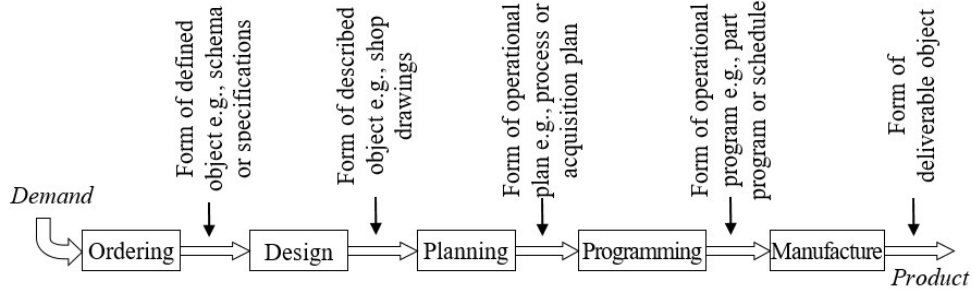 Form of defined
object e.g., schema
or specifications
Form of described
object e.g., shop
drawings
Form of operational
plan e.g., process or
acquisition plan
Form of operational
program e.g., part
program or schedule
Form of
deliverable object
Demand
Ordering
Design
Planning
Programming
Manufacture
Product